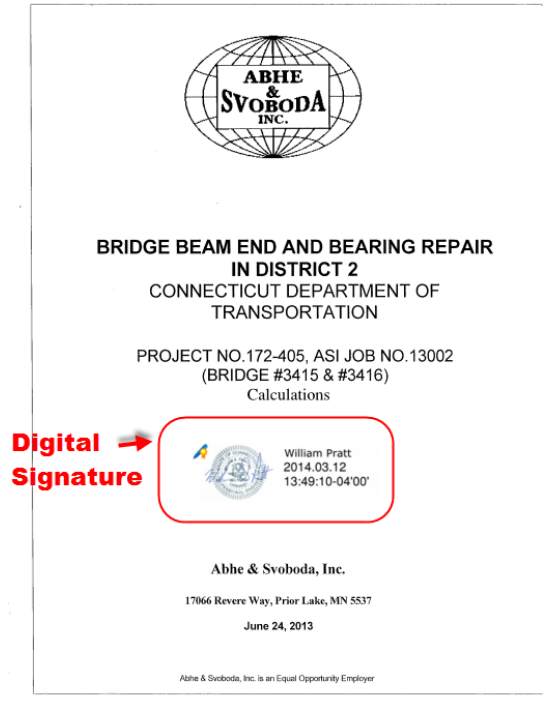 ABHE
&
SVOBODA
INC.
BRIDGE BEAM END AND BEARING REPAIR
IN DISTRICT 2
CONNECTICUT DEPARTMENT OF
TRANSPORTATION
PROJECT NO.172-405, ASI JOB NO.13002
(BRIDGE #3415 & #3416)
Calculations
Digital
Signature
William Pratt
2014.03.12
13:49:10-04'00'
Abhe & Svoboda, Inc.
17066 Revere Way, Prior Lake, MN 5537
June 24, 2013
Abhe & Svoboda, Inc. is an Equal Opportunity Employer